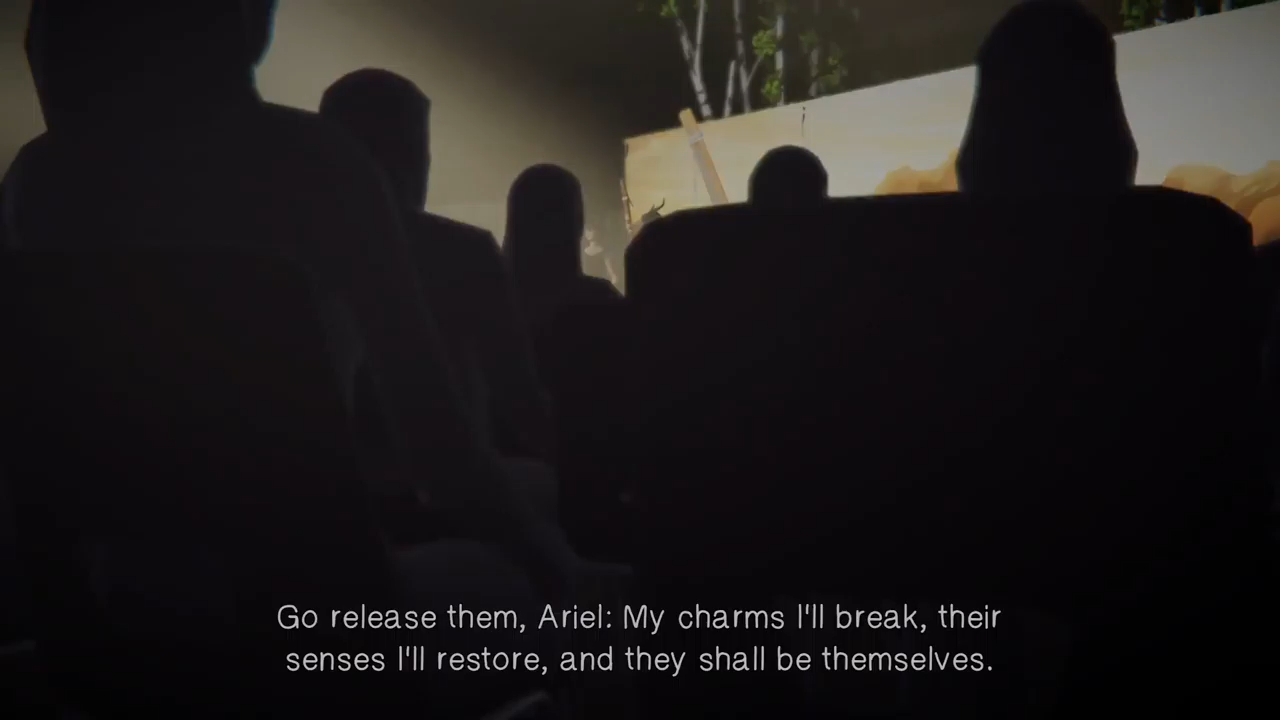 Go release them, Ariel: My charms I'll break, their
senses I'll restore, and they shall be themselves.